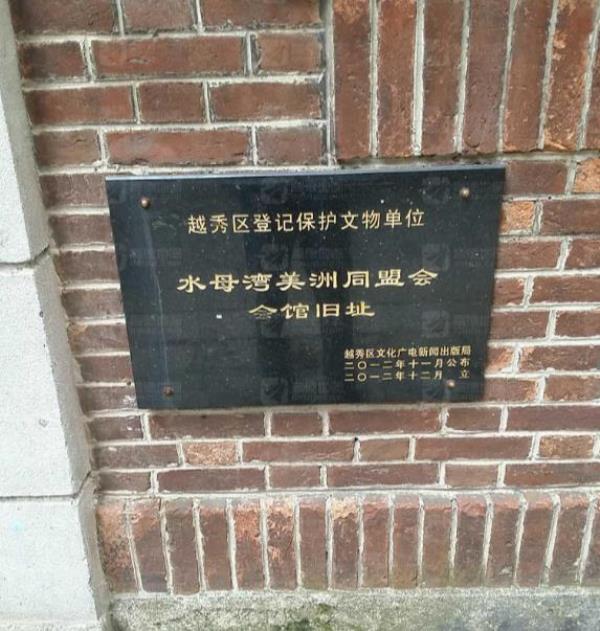 越秀区登记保护文物单位
水母湾美洲同盟会
会馆旧址
越秀区文化广电新闻出版局
二〇一二年十一月公布
二〇一二年十二月 立